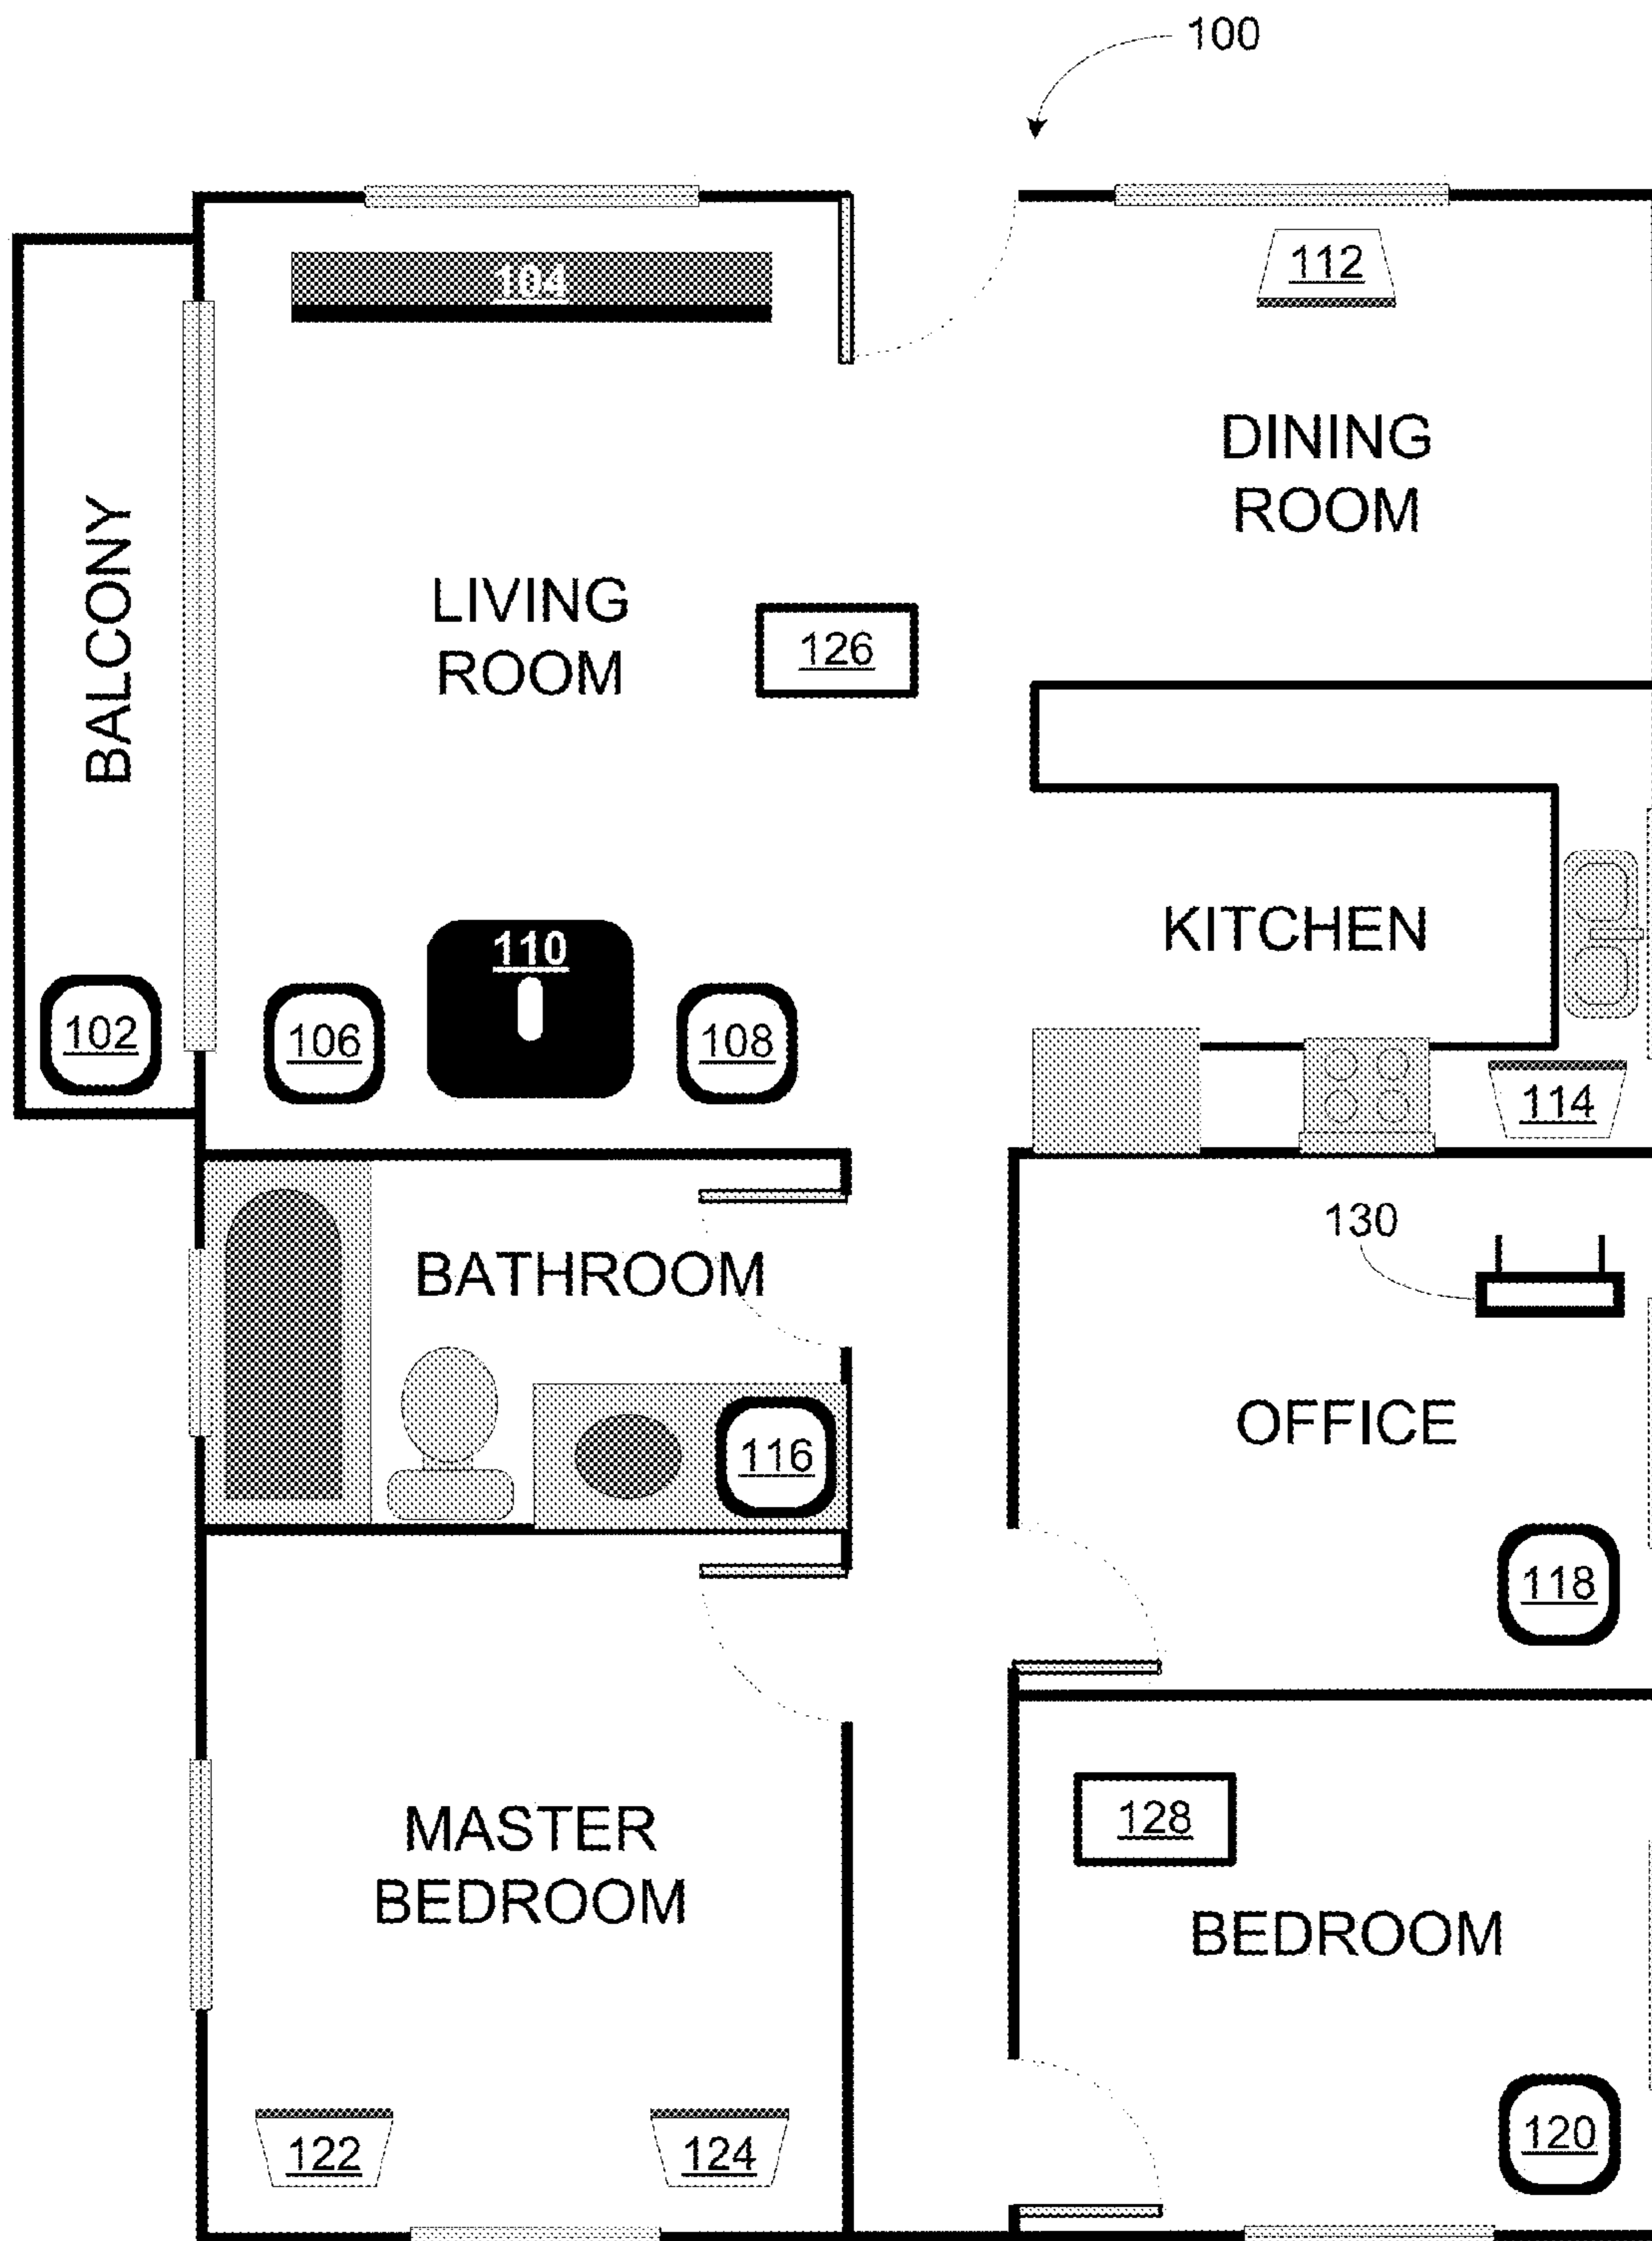 100
104
112
DINING
ROOM
BALCONY
LIVING
ROOM
126
KITCHEN
110
102
106
108
114
130
BATHROOM
OFFICE
116
118
MASTER
BEDROOM
128
BEDROOM
122
124
120